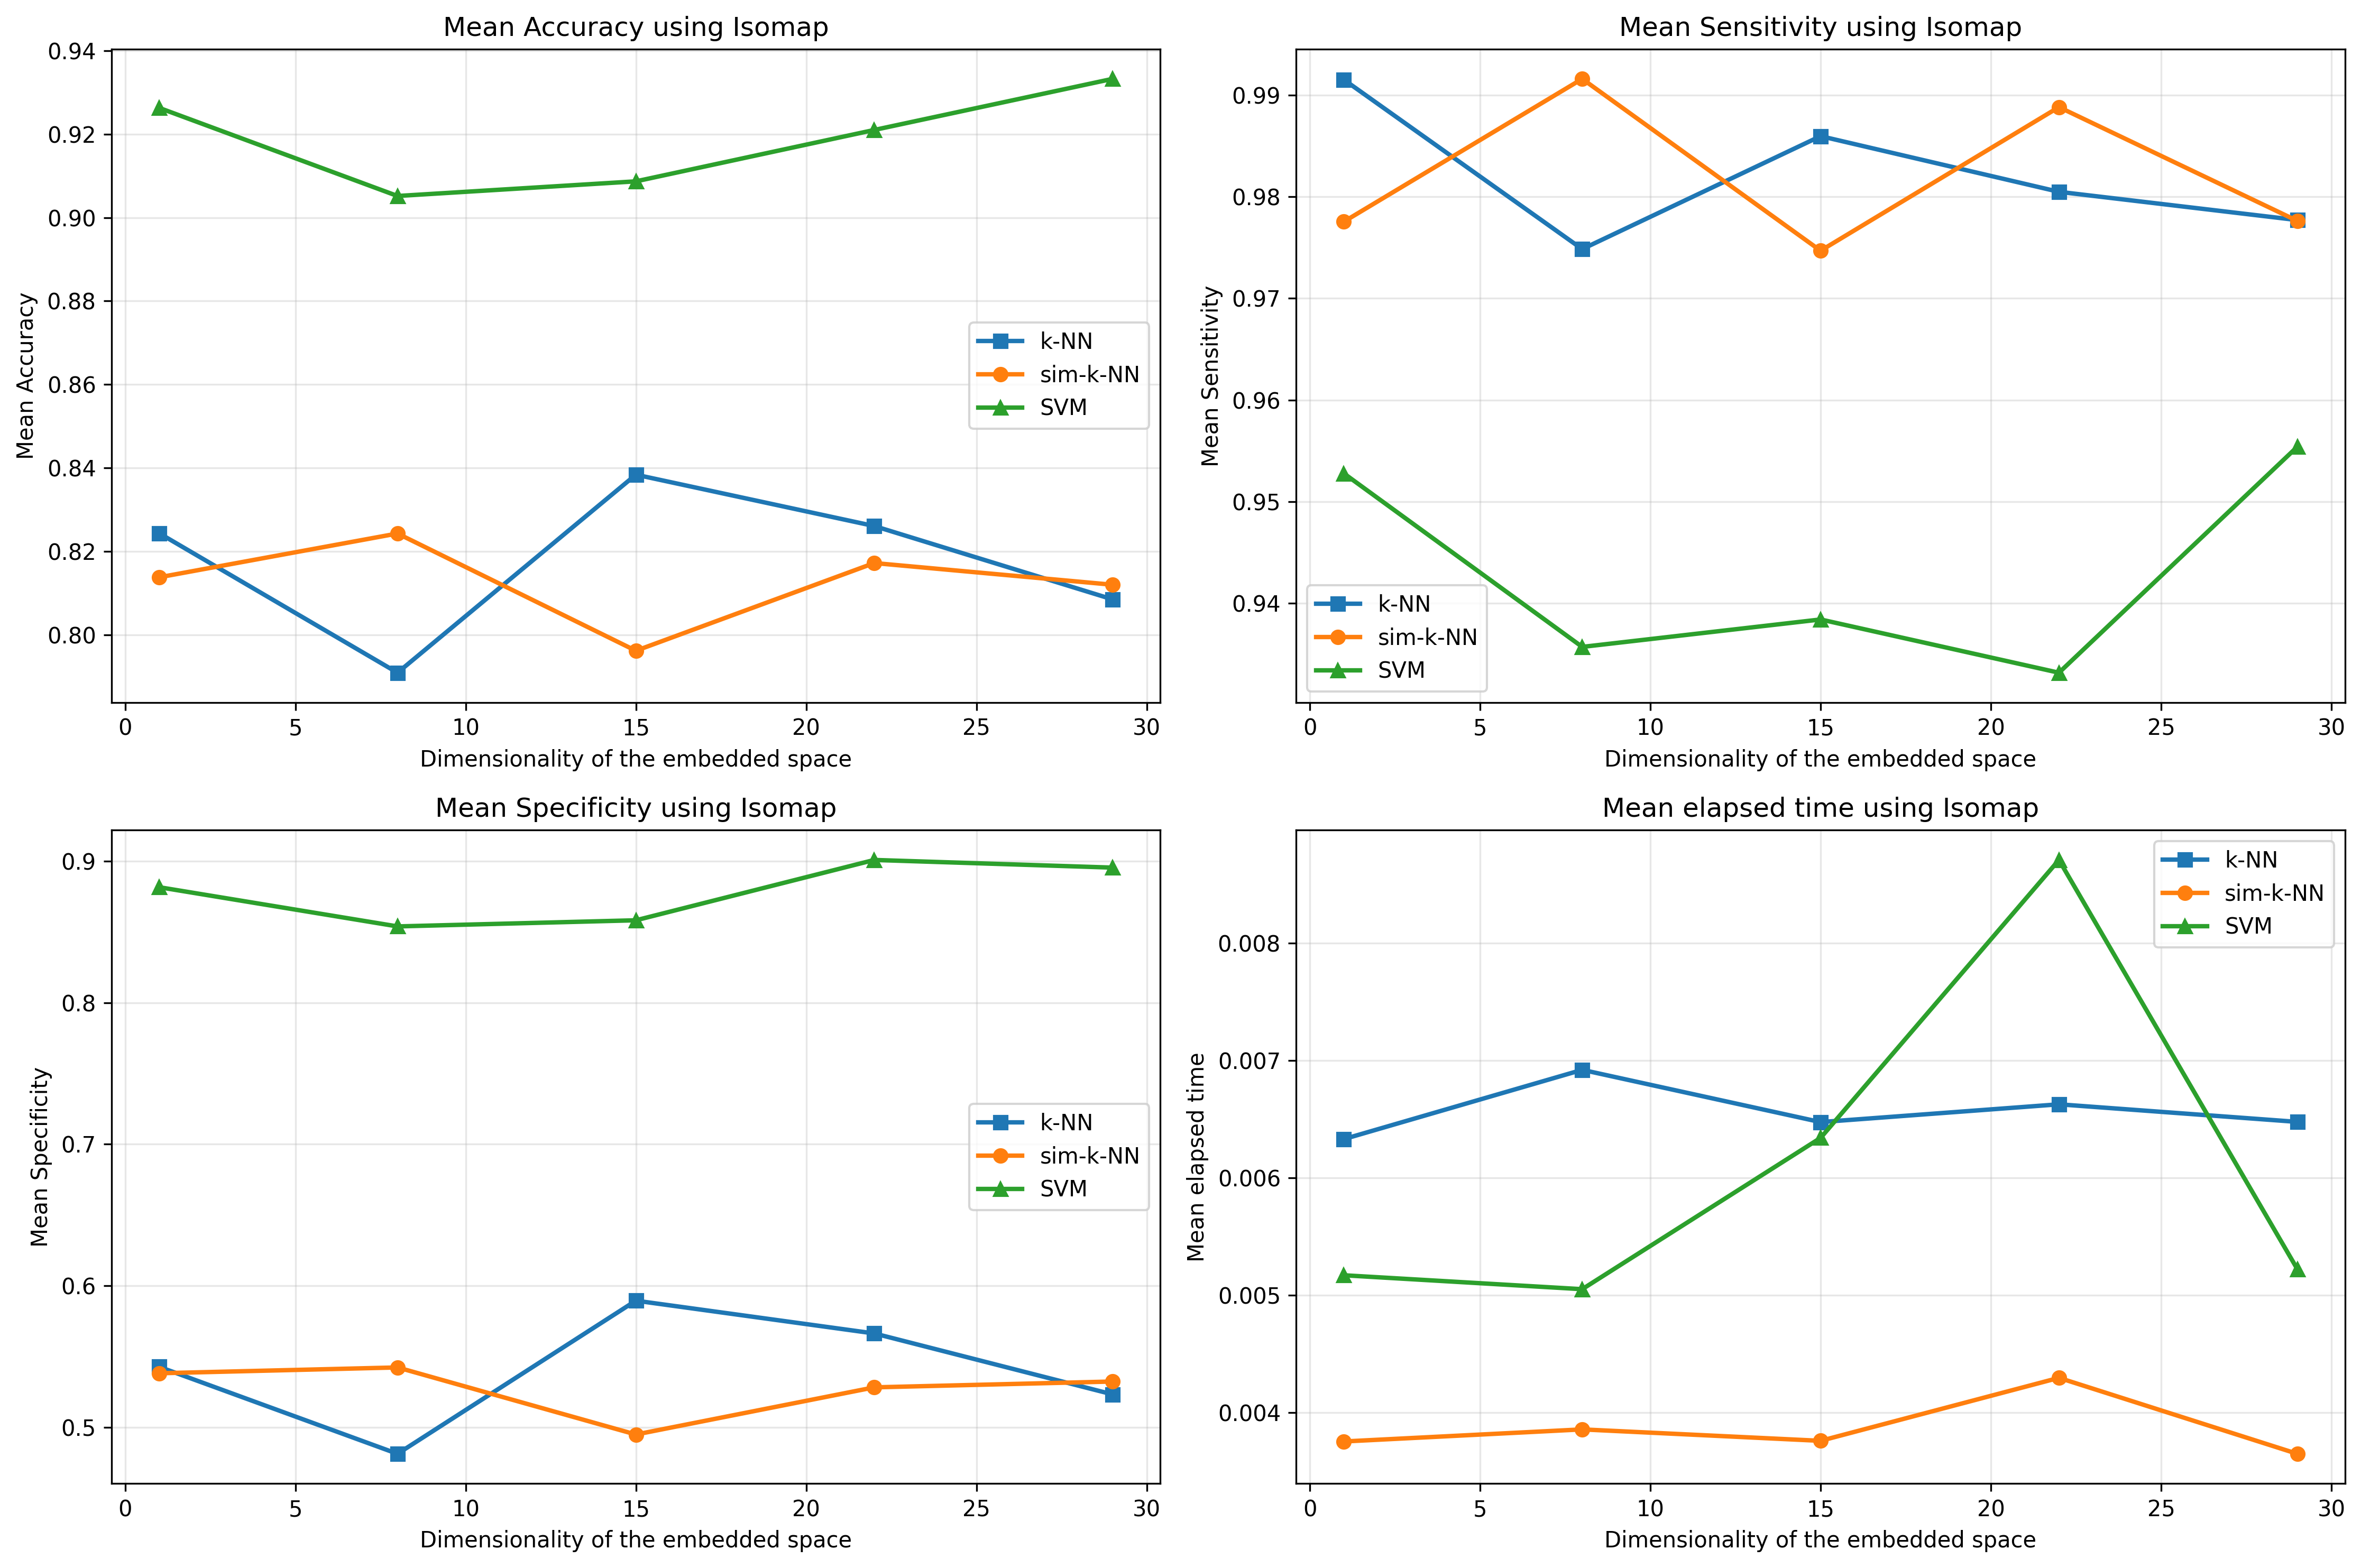 Mean Accuracy using Isomap
0.94
0.92
0.90
0.88
0.86
0.84
0.82
0.80
Mean Accuracy
k-NN
sim-k-NN
SVM
0
5
10
15
20
25
30
Dimensionality of the embedded space
Mean Sensitivity using Isomap
0.99
0.98
0.97
0.96
0.95
0.94
Mean Sensitivity
k-NN
sim-k-NN
SVM
0
5
10
15
20
25
30
Dimensionality of the embedded space
Mean Specificity using Isomap
0.9
0.8
0.7
0.6
0.5
Mean Specificity
k-NN
sim-k-NN
SVM
0
5
10
15
20
25
30
Dimensionality of the embedded space
Mean elapsed time using Isomap
0.008
0.007
0.006
0.005
0.004
Mean elapsed time
k-NN
sim-k-NN
SVM
0
5
10
15
20
25
30
Dimensionality of the embedded space